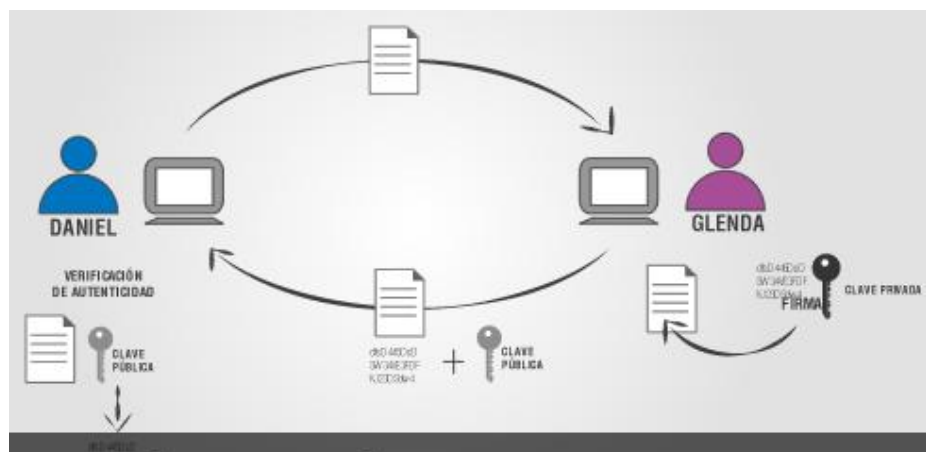 DANIEL
GLENDA
VERIFICACIÓN
DE AUTENTICIDAD
FIRMA
CLAVE PRIVADA
CLAVE
PÚBLICA
CLAVE
PÚBLICA